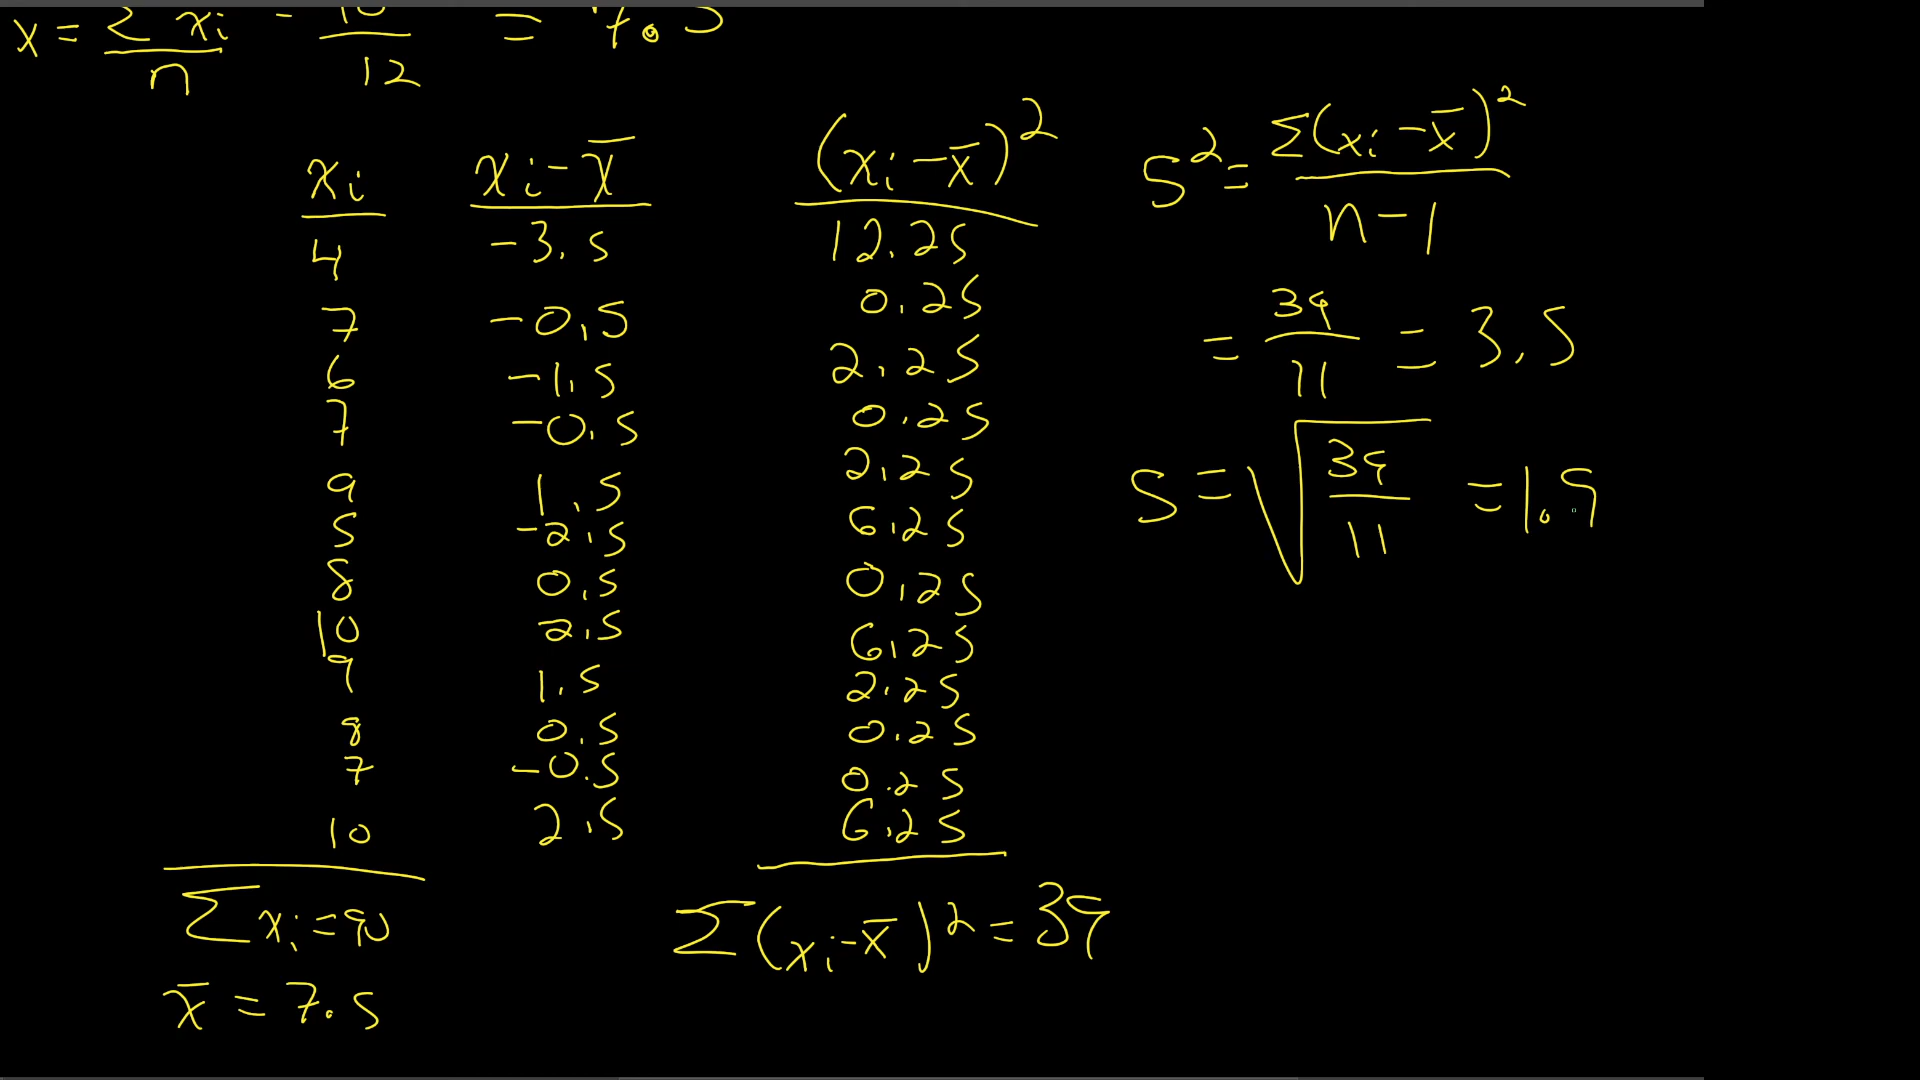 x = Σ xi / n - 10 / 12 = 7.5
xi | xi - x̄ | (xi - x̄)²
4 | -3.5 | 12.25
7 | -0.5 | 0.25
6 | -1.5 | 2.25
7 | -0.5 | 0.25
9 | 1.5 | 2.25
5 | -2.5 | 6.25
8 | 0.5 | 0.25
10 | 2.5 | 6.25
9 | 1.5 | 2.25
8 | 0.5 | 0.25
7 | -0.5 | 0.25
10 | 2.5 | 6.25
Σ xi = 90
x̄ = 7.5
Σ (xi - x̄)² = 39
S² = Σ(xi - x̄)² / n - 1
= 39 / 11 = 3.5
S = √(39 / 11) = 1.9